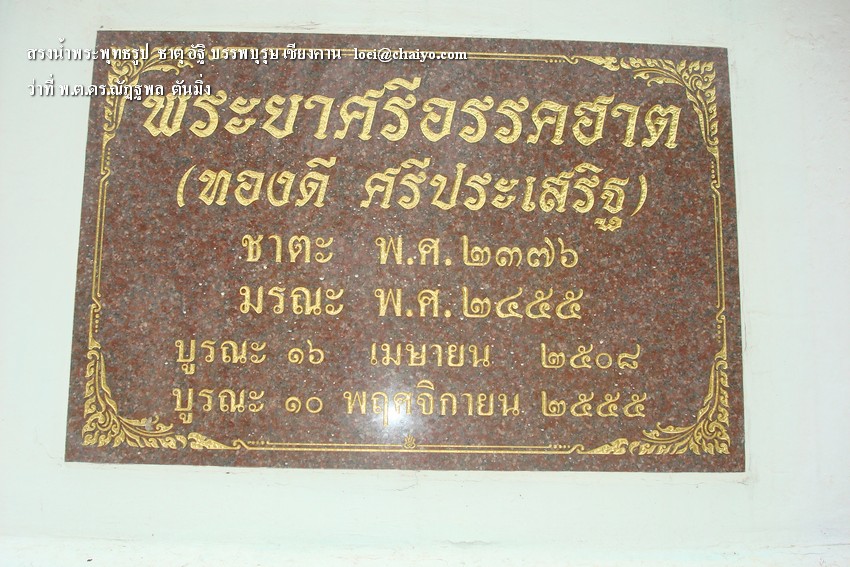 สรงน้ำพระพุทธรูป ธาตุ อัฐิ บรรพบุรุษ เชียงคาน loei@chaiyo.com
ว่าที่ พ.ต.ดร.ณัฏฐพล ตันมิ่ง
พระยาศรีอรรคฮาต
(ทองดี ศรีประเสริฐ)
ชาตะ พ.ศ. ๒๓๗๖
มรณะ พ.ศ. ๒๔๕๕
บูรณะ ๑๖ เมษายน ๒๕๐๘
บูรณะ ๑๐ พฤศจิกายน ๒๕๕๕